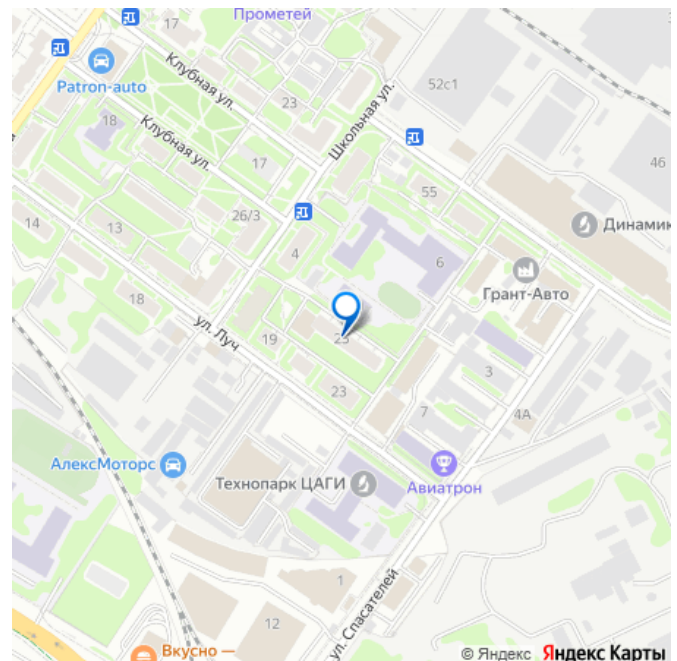 Прометей
17
Клубная ул.
Patron-auto
23
Школьная ул.
52с1
18
Клубная ул.
17
46
55
14
13
26/3
Динамик
4
6
Грант-Авто
18
ул. Луч
19
23
3
23
7
4А
АлексМоторс
Технопарк ЦАГИ
Авиатрон
1
12
ул. Спасателей
Вкусно —
© Яндекс Яндекс Карты